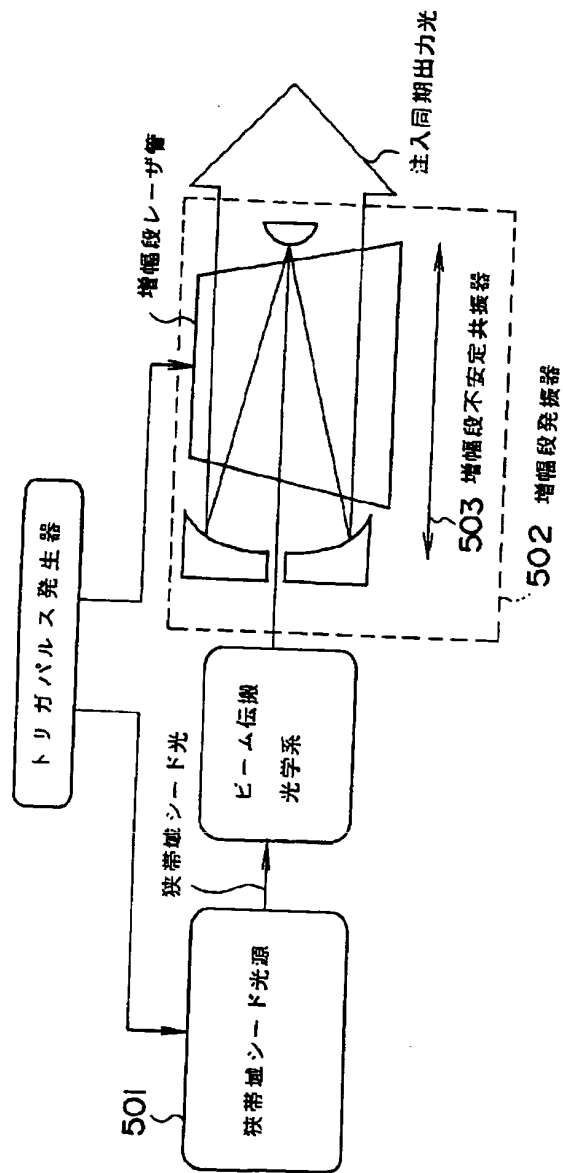 トリガパルス発生器
501
狭帯域シード光源
狭帯域シード光
ビーム伝搬
光学系
増幅段レーザ管
注入同期出力光
503 増幅段不安定共振器
502 増幅段発振器